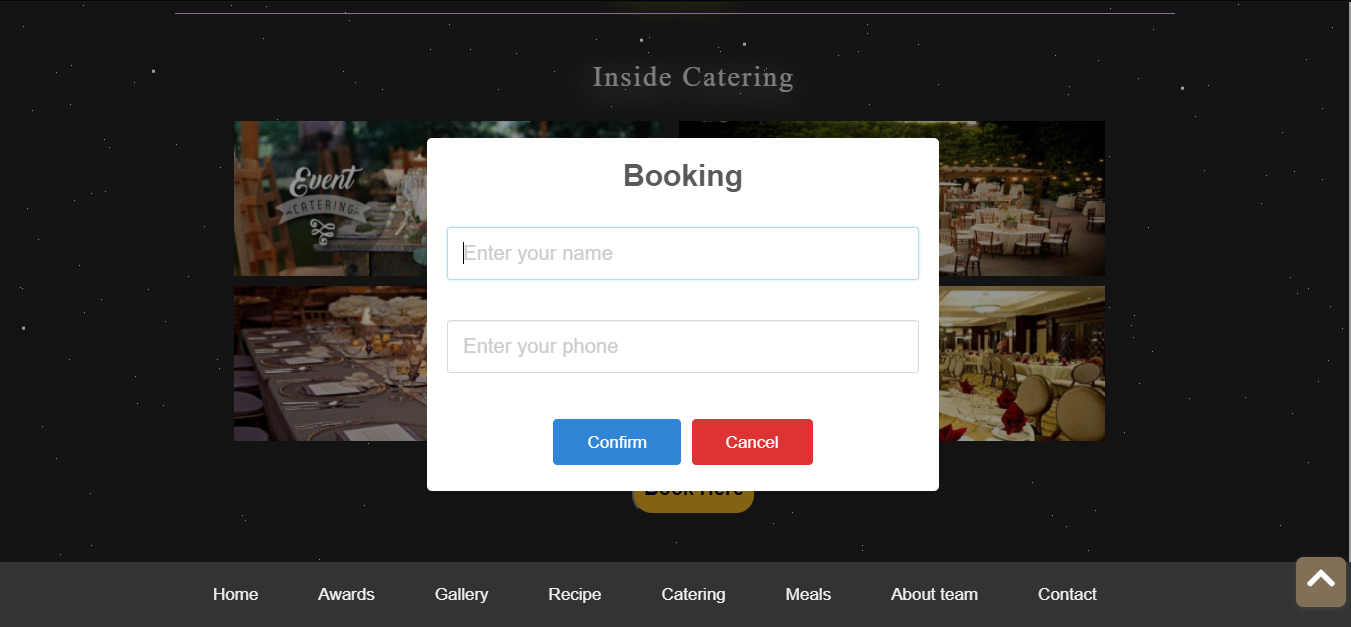 Inside Catering
Event
CATERING
Booking
Enter your name
Enter your phone
Confirm
Cancel
Book Here
Home
Awards
Gallery
Recipe
Catering
Meals
About team
Contact